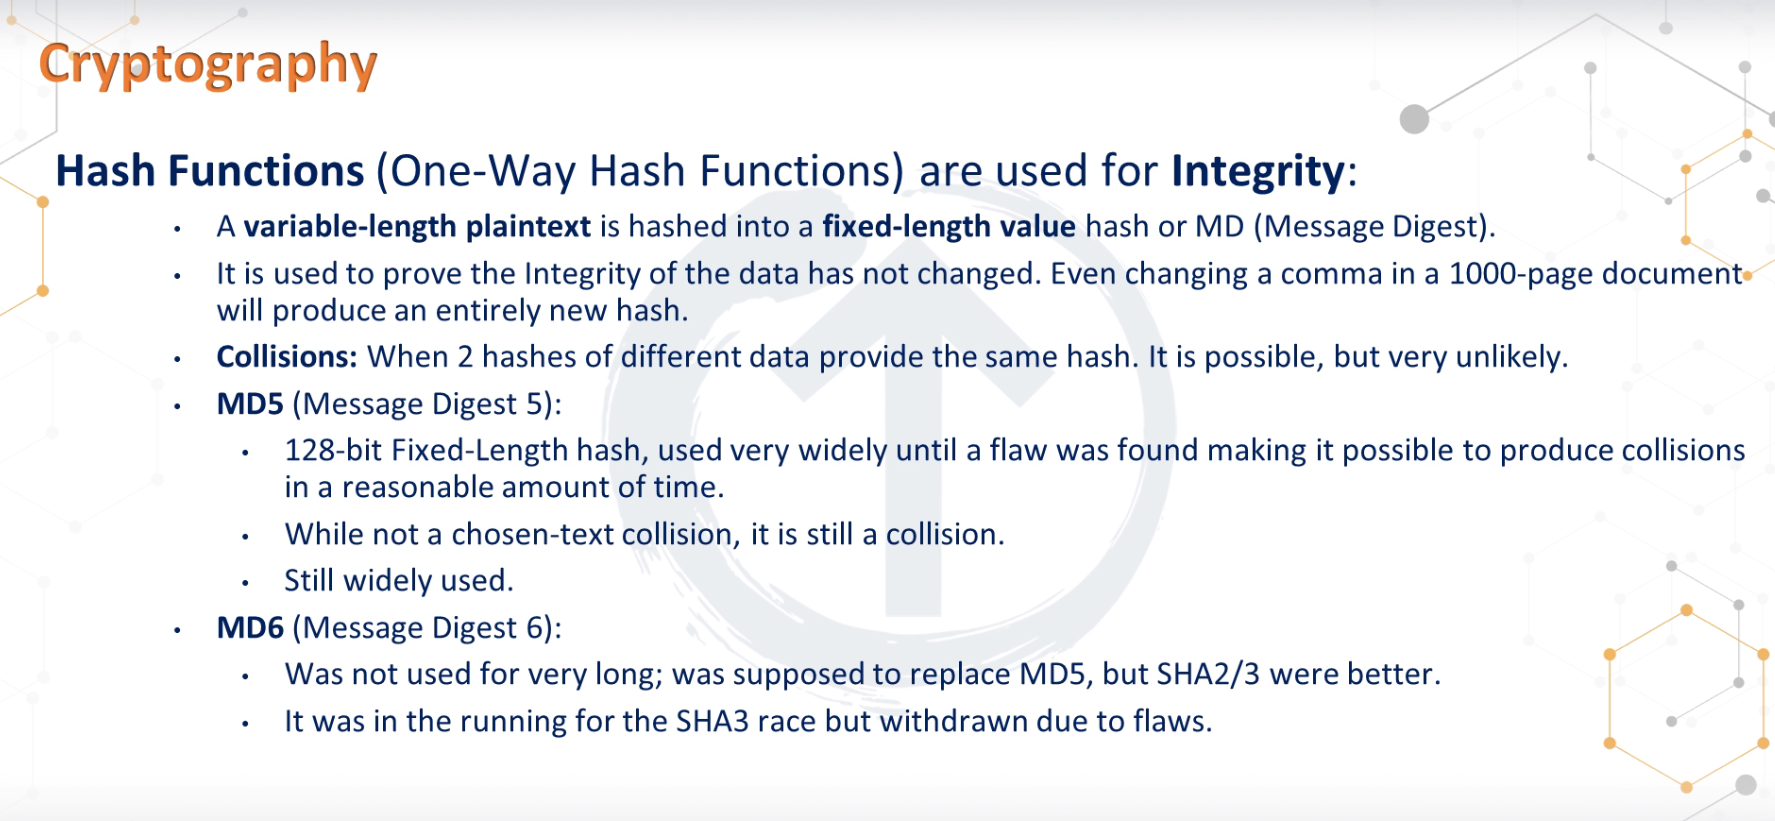 Cryptography
Hash Functions (One-Way Hash Functions) are used for Integrity:
• A variable-length plaintext is hashed into a fixed-length value hash or MD (Message Digest).
• It is used to prove the Integrity of the data has not changed. Even changing a comma in a 1000-page document
will produce an entirely new hash.
• Collisions: When 2 hashes of different data provide the same hash. It is possible, but very unlikely.
• MD5 (Message Digest 5):
• 128-bit Fixed-Length hash, used very widely until a flaw was found making it possible to produce collisions
in a reasonable amount of time.
• While not a chosen-text collision, it is still a collision.
• Still widely used.
• MD6 (Message Digest 6):
• Was not used for very long; was supposed to replace MD5, but SHA2/3 were better.
• It was in the running for the SHA3 race but withdrawn due to flaws.